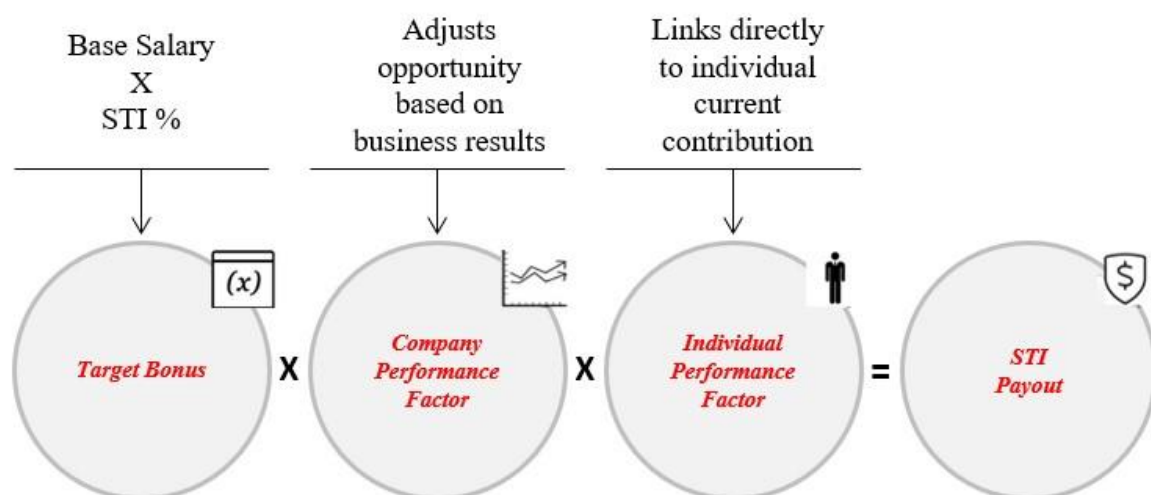 Base Salary
X
STI %
Adjusts
opportunity
based on
business results
Links directly
to individual
current
contribution
(x)
$
Target Bonus
X
Company
Performance
Factor
X
Individual
Performance
Factor
=
STI
Payout